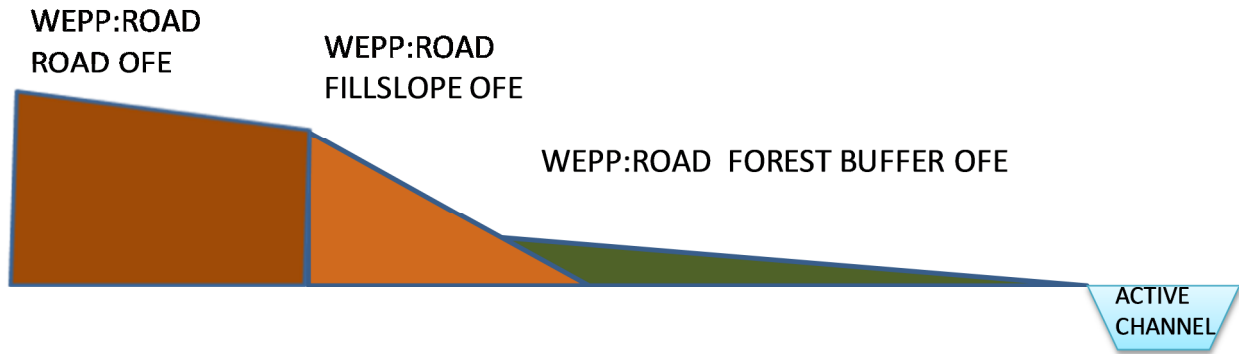 WEPP:ROAD
ROAD OFE
WEPP:ROAD
FILLSLOPE OFE
WEPP:ROAD FOREST BUFFER OFE
ACTIVE
CHANNEL